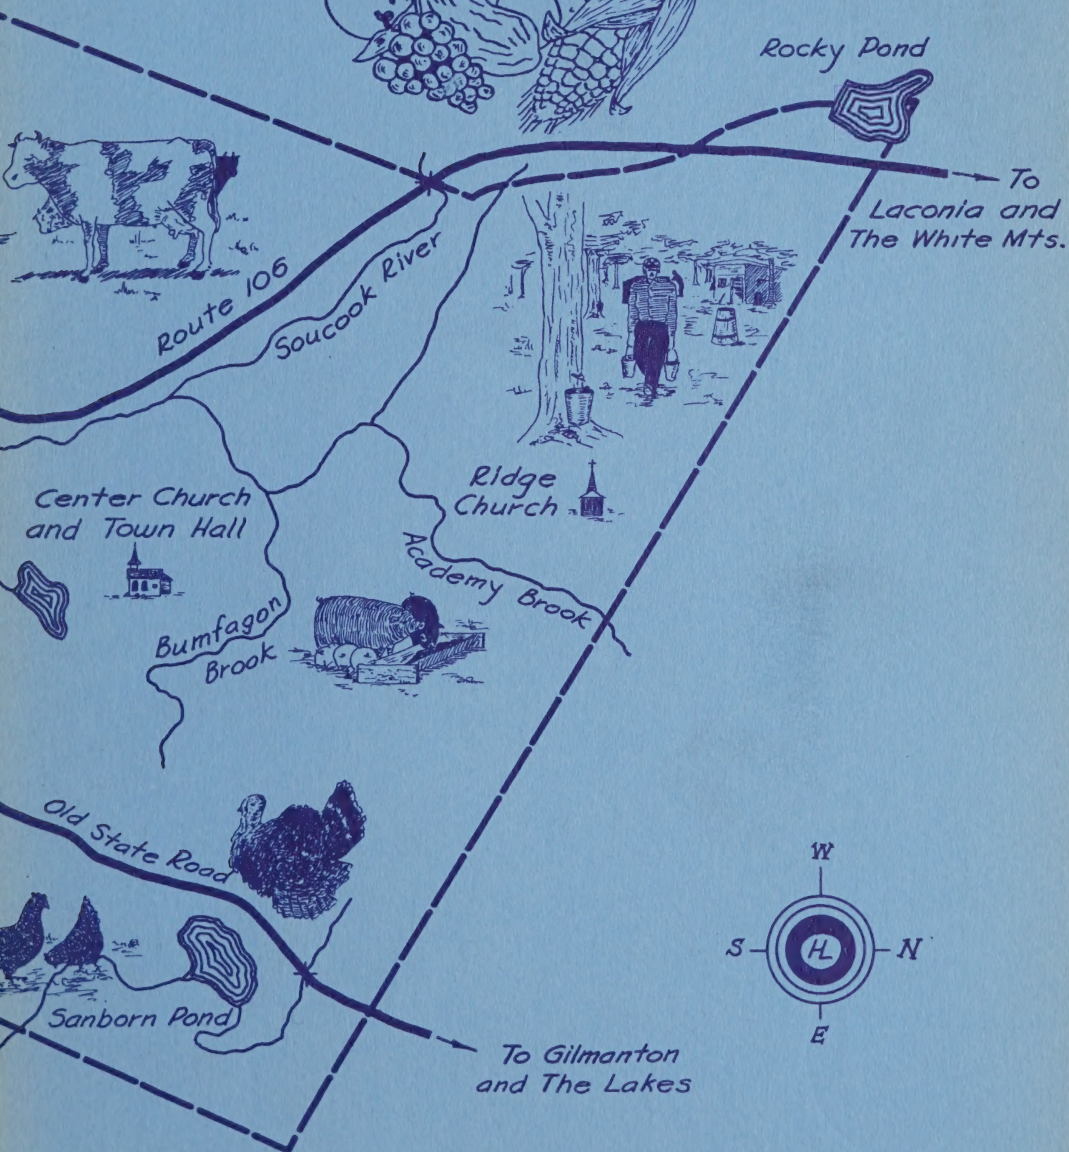 Rocky Pond
To
Laconia and
The White Mts.
Route 106
Soucook River
Ridge
Church
Center Church
and Town Hall
Academy Brook
Bumfagon
Brook
Old State Road
W
S HL N
E
Sanborn Pond
To Gilmanton
and The Lakes